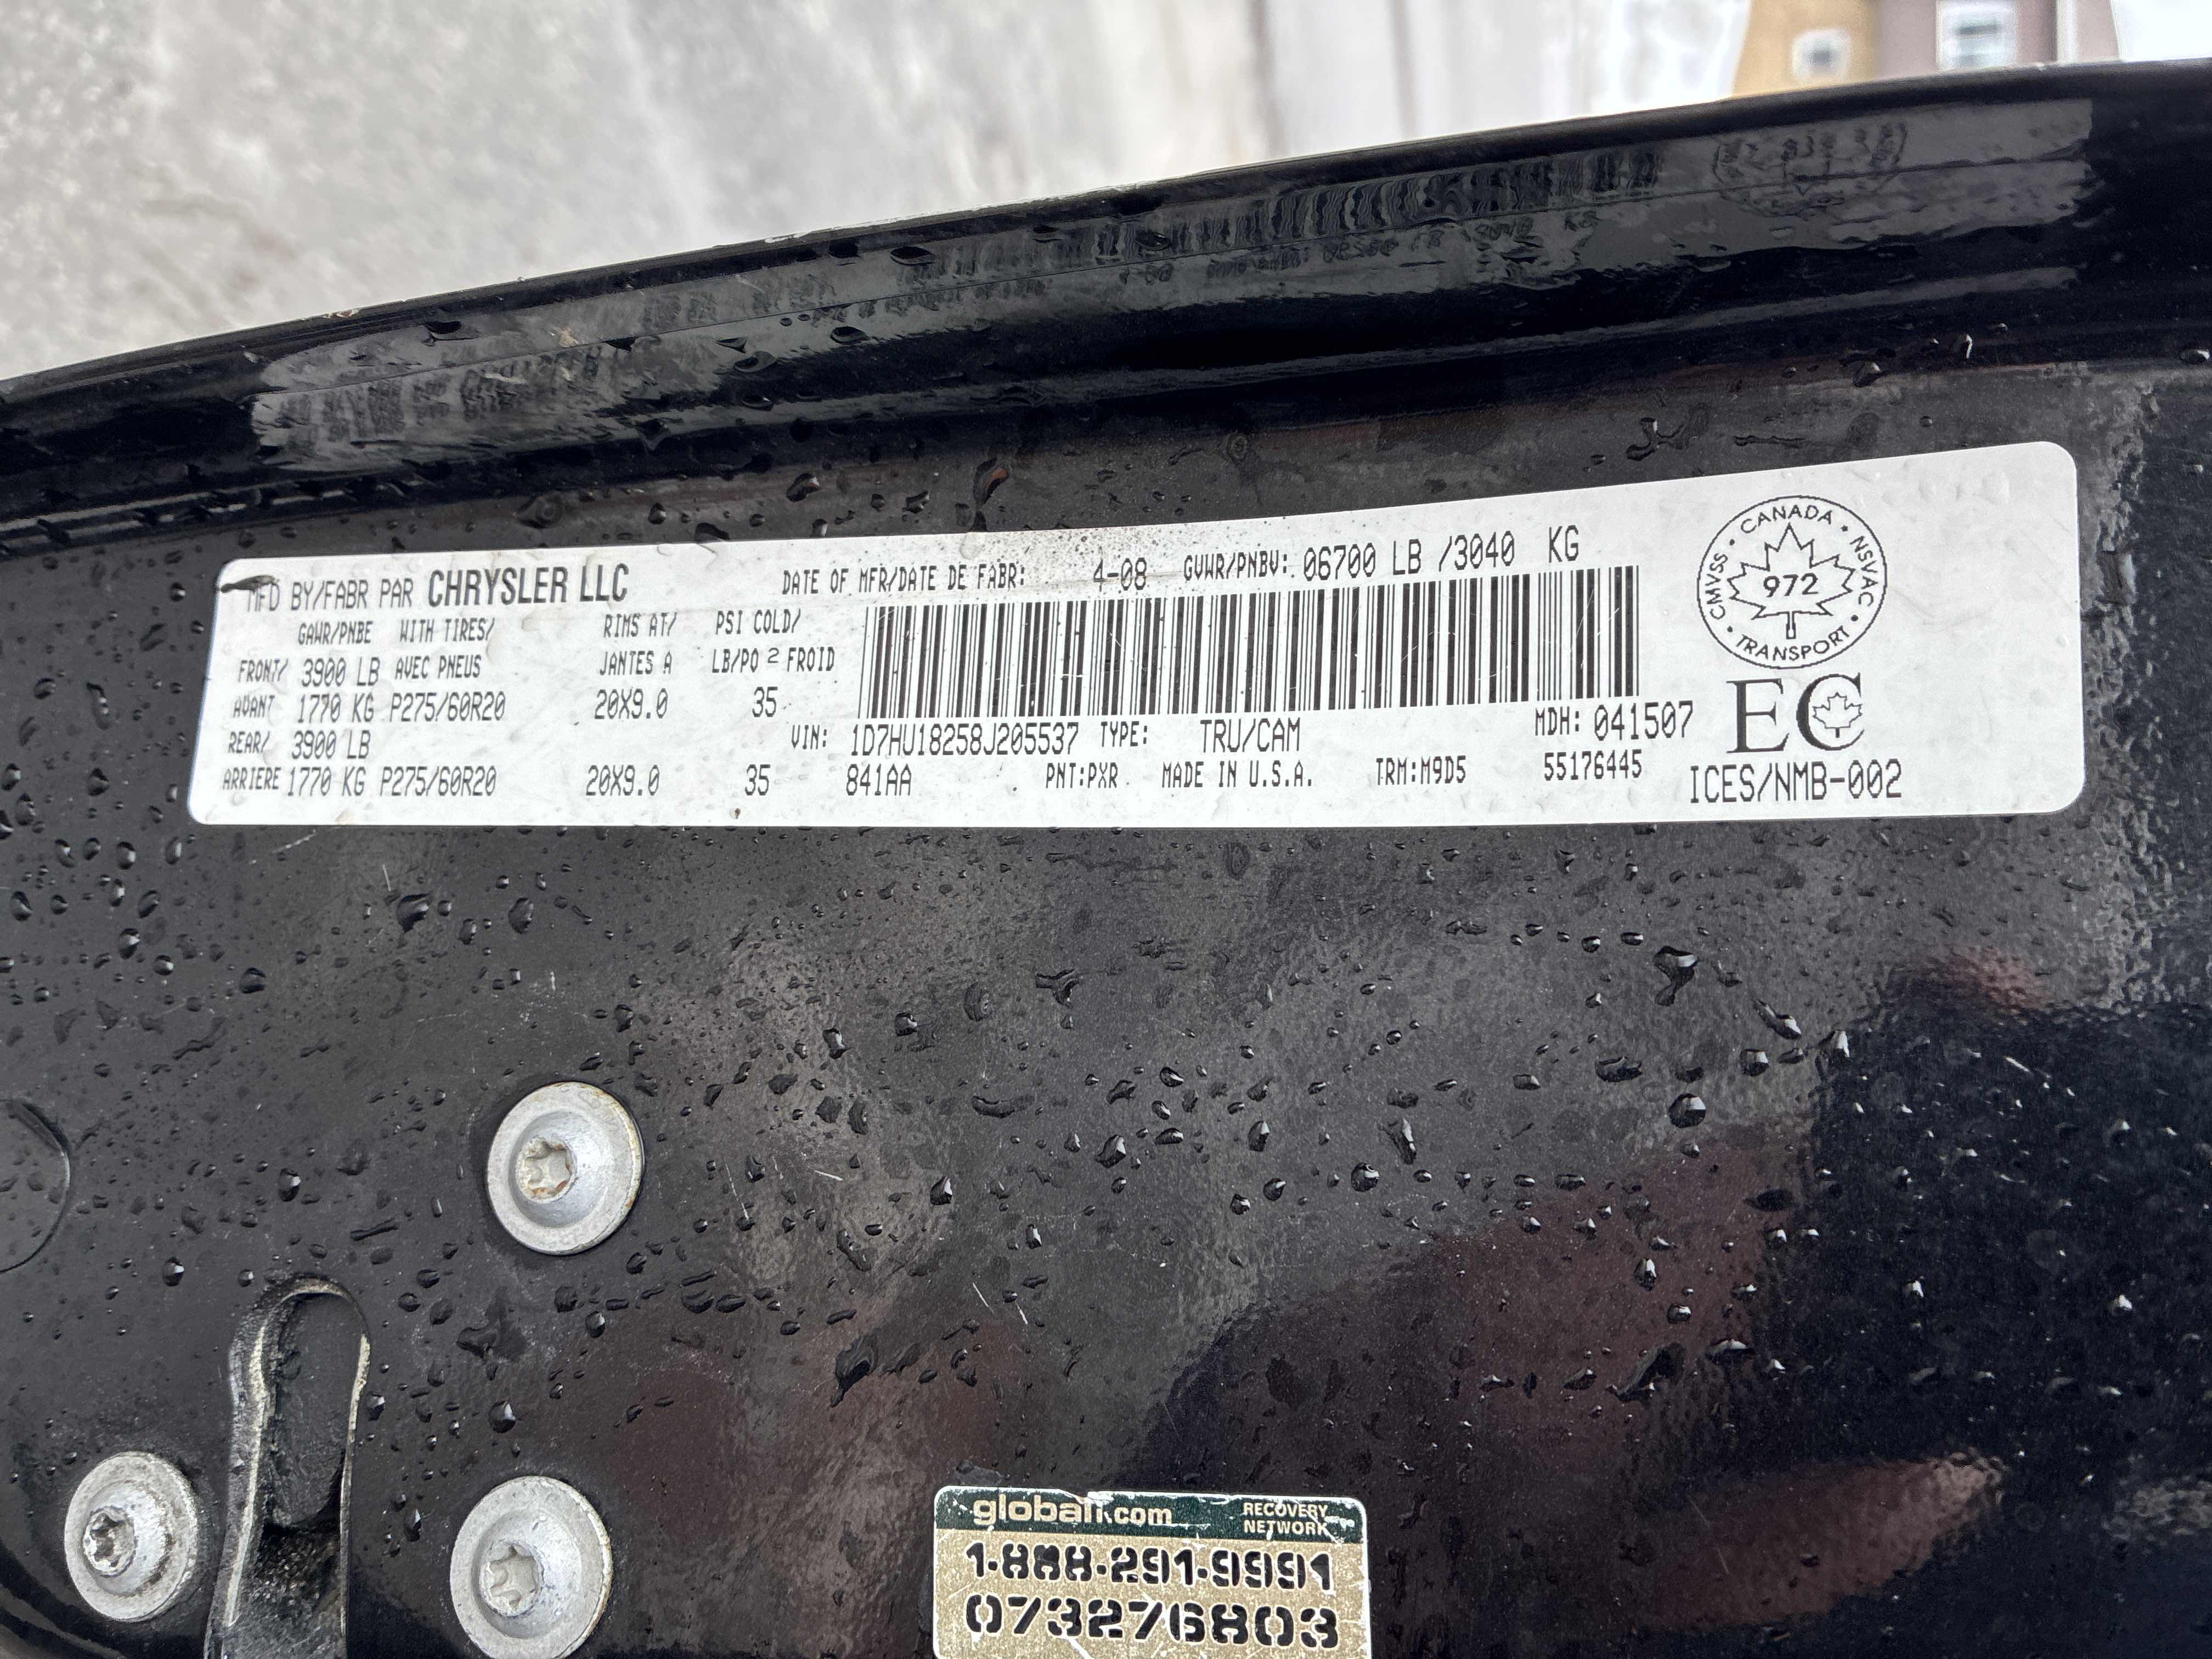 MFD BY/FABR PAR CHRYSLER LLC DATE OF MFR/DATE DE FABR: 4-08 GVWR/PNBV: 06700 LB /3040 KG
GAWR/PNBE WITH TIRES/ RIMS AT/ PSI COLD/
FRONT/ 3900 LB AVEC PNEUS JANTES A LB/PO 2 FROID
AVANT 1770 KG P275/60R20 20X9.0 35
REAR/ 3900 LB VIN: 1D7HU18258J205537 TYPE: TRU/CAM MDH: 041507
ARRIERE 1770 KG P275/60R20 20X9.0 35 841AA PNT:PXR MADE IN U.S.A. TRM:M9D5 55176445
CANADA
CMVSS
NSVAC
972
TRANSPORT
EC
ICES/NMB-002
globali.com RECOVERY
NETWORK
1-888-291-9991
073276803